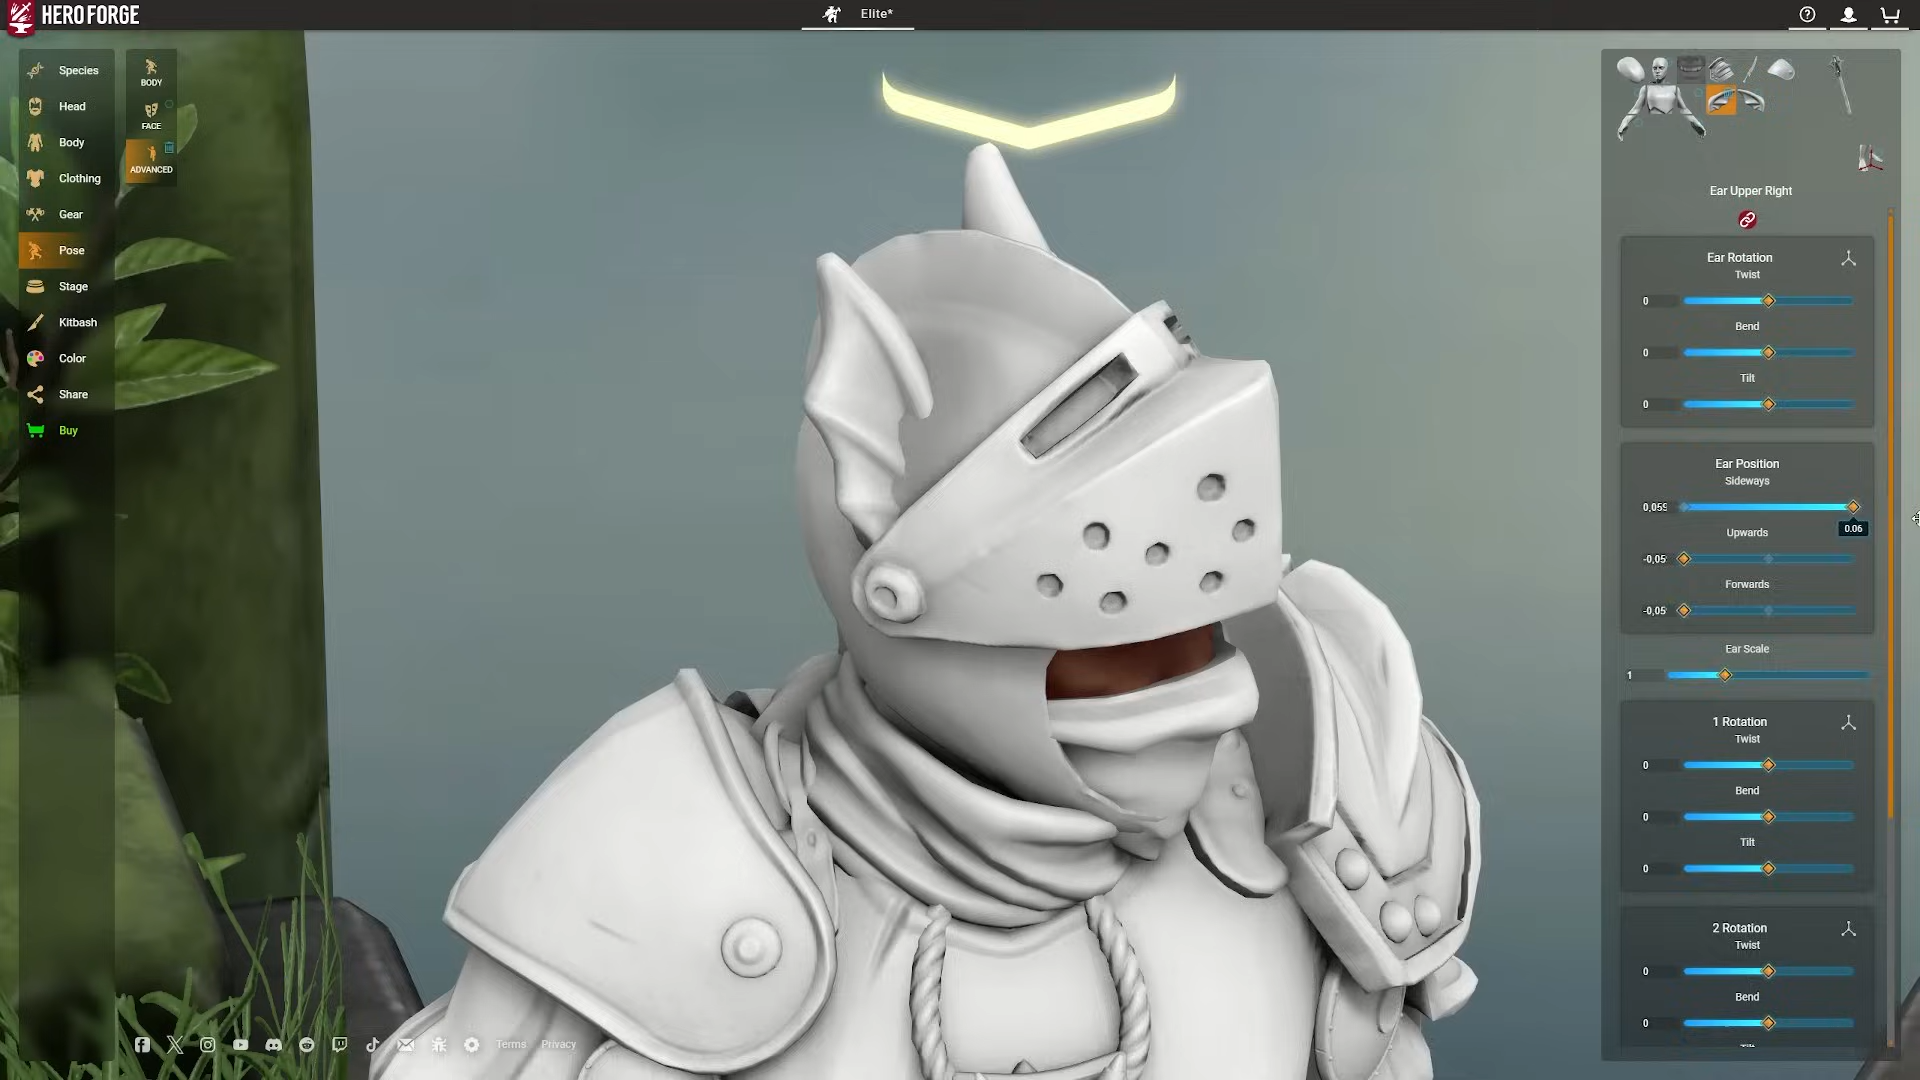 HERO FORGE
Elite*
Species
Head
Body
Clothing
Gear
Pose
Stage
Kitbash
Color
Share
Buy
BODY
FACE
ADVANCED
Ear Upper Right
Ear Rotation
Twist
0
Bend
0
Tilt
0
Ear Position
Sideways
0,059
0.06
Upwards
-0,05
Forwards
-0,05
Ear Scale
1
1 Rotation
Twist
0
Bend
0
Tilt
0
2 Rotation
Twist
0
Bend
0
Terms
Privacy